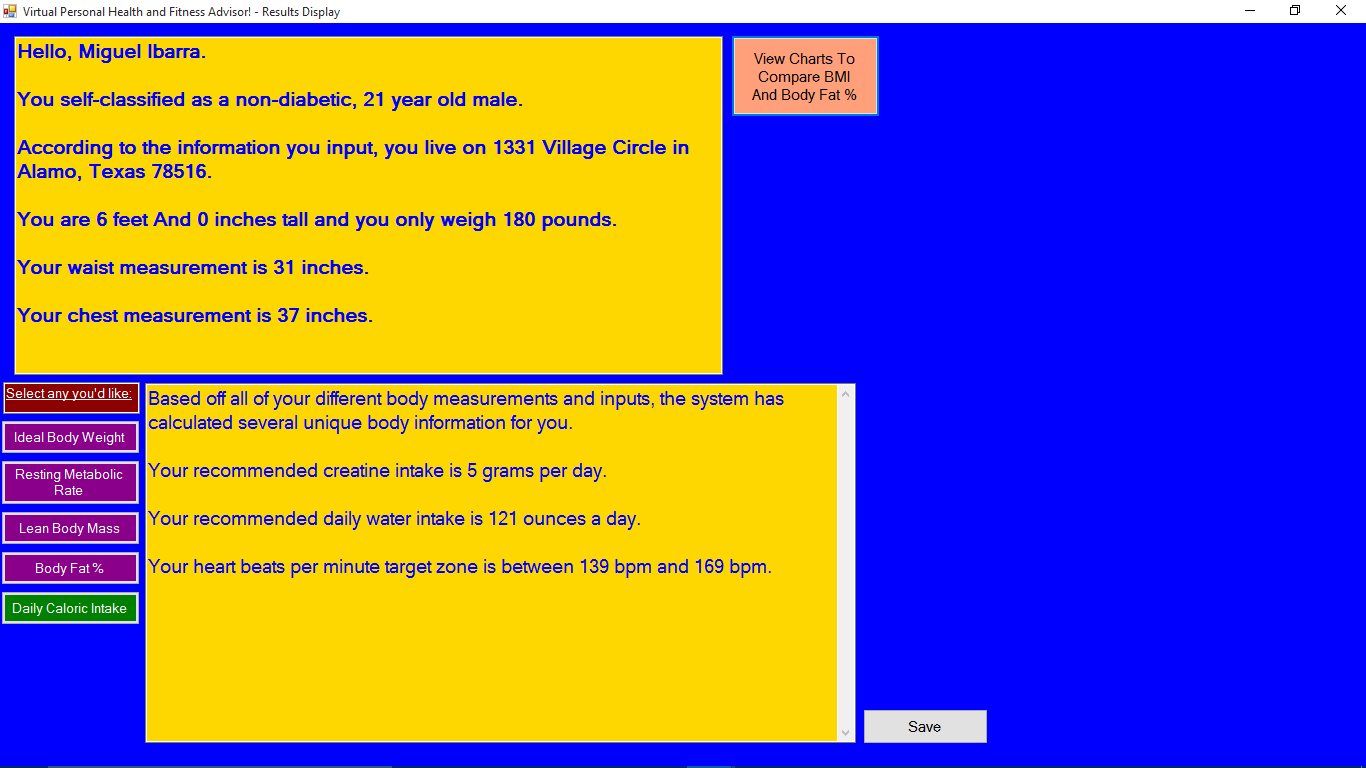 Virtual Personal Health and Fitness Advisor! - Results Display
Hello, Miguel Ibarra.
You self-classified as a non-diabetic, 21 year old male.
According to the information you input, you live on 1331 Village Circle in
Alamo, Texas 78516.
You are 6 feet And 0 inches tall and you only weigh 180 pounds.
Your waist measurement is 31 inches.
Your chest measurement is 37 inches.
View Charts To
Compare BMI
And Body Fat %
Select any you'd like:
Ideal Body Weight
Resting Metabolic
Rate
Lean Body Mass
Body Fat %
Daily Caloric Intake
Based off all of your different body measurements and inputs, the system has
calculated several unique body information for you.
Your recommended creatine intake is 5 grams per day.
Your recommended daily water intake is 121 ounces a day.
Your heart beats per minute target zone is between 139 bpm and 169 bpm.
Save